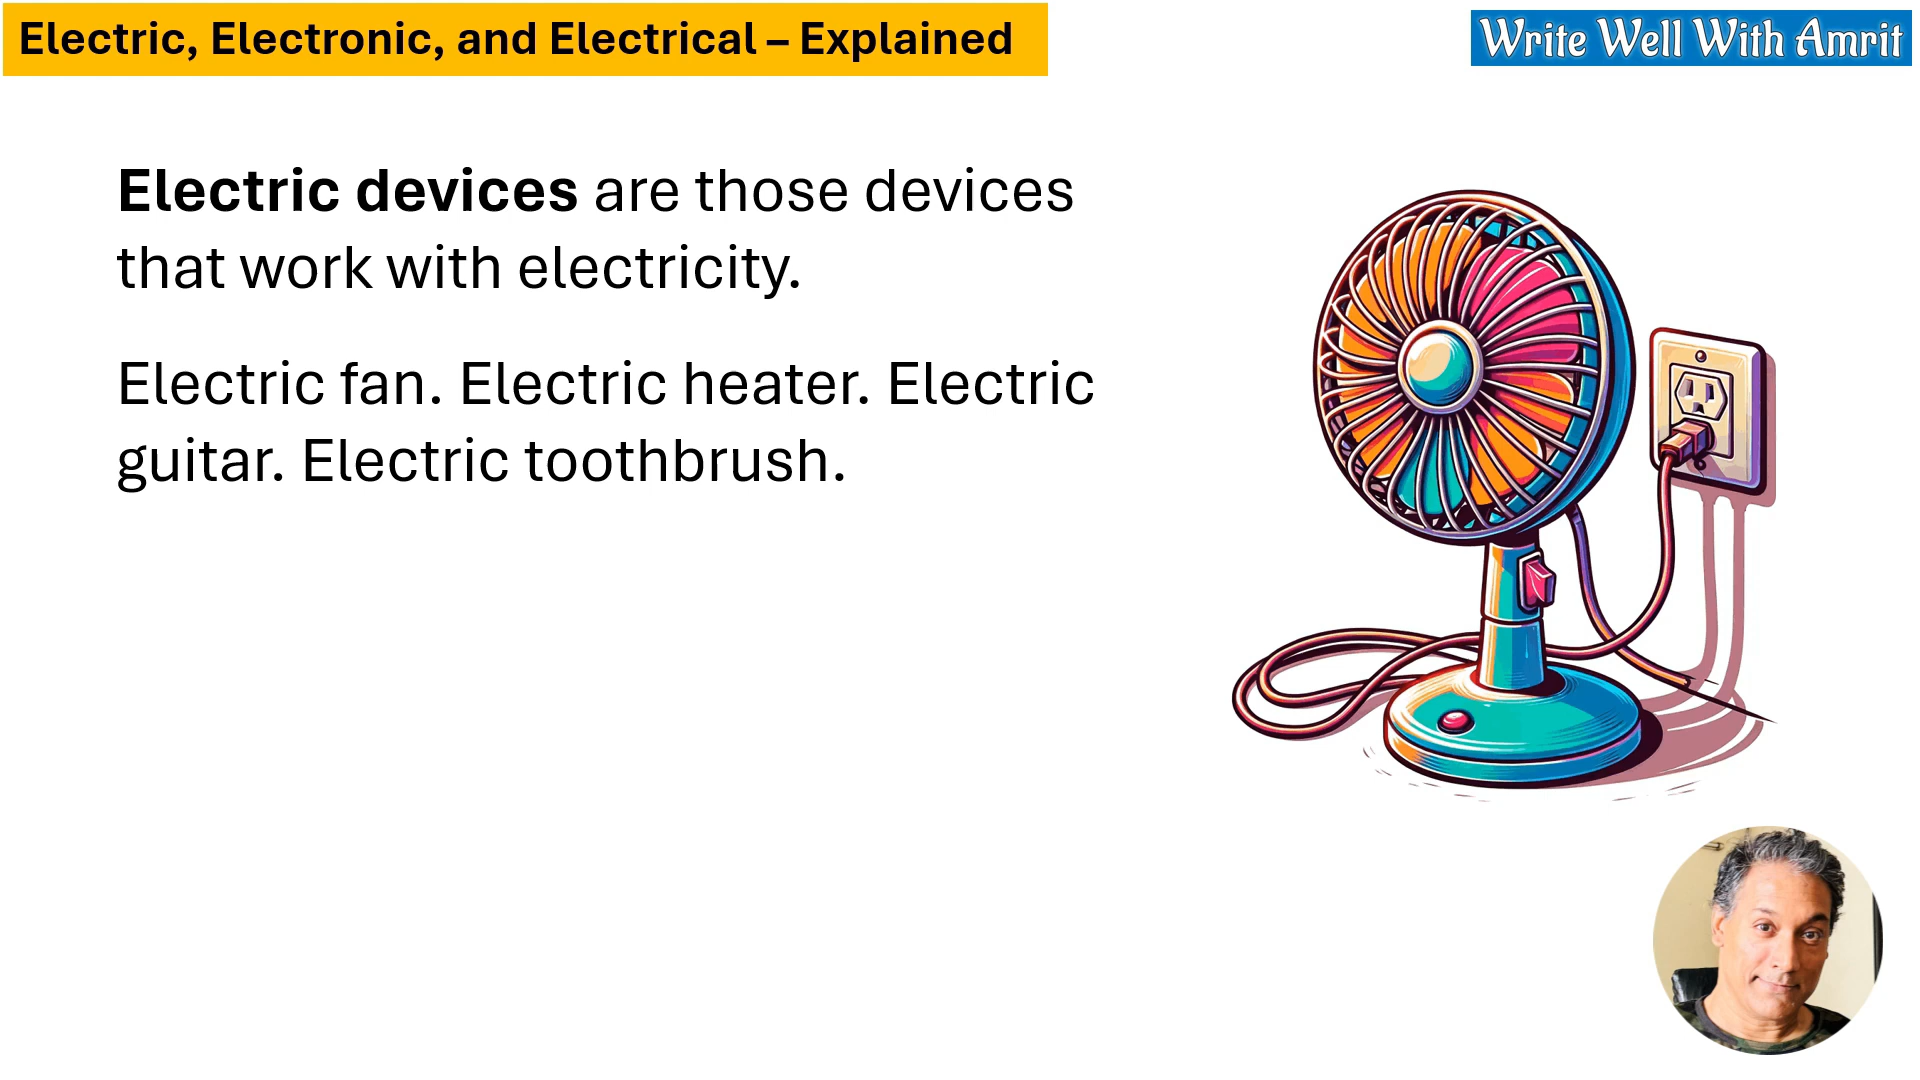 Electric, Electronic, and Electrical – Explained
Write Well With Amrit
Electric devices are those devices
that work with electricity.
Electric fan. Electric heater. Electric
guitar. Electric toothbrush.